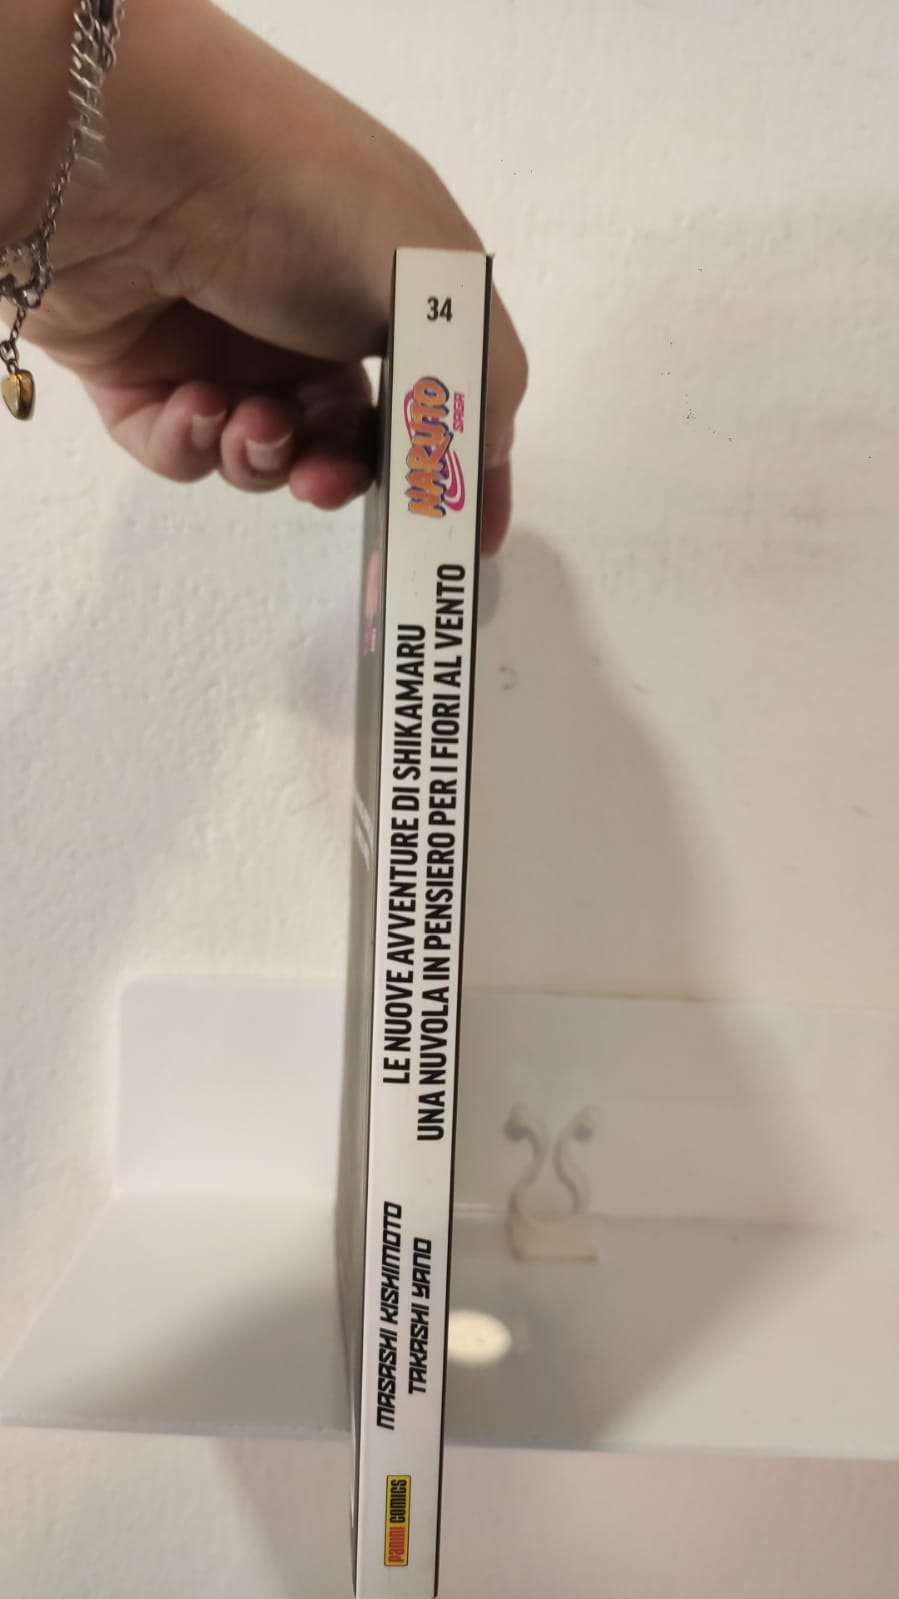 34
NARUTO
SAGA
LE NUOVE AVVENTURE DI SHIKAMARU
UNA NUVOLA IN PENSIERO PER I FIORI AL VENTO
MASASHI KISHIMOTO
TAKASHI YANO
PANINI COMICS